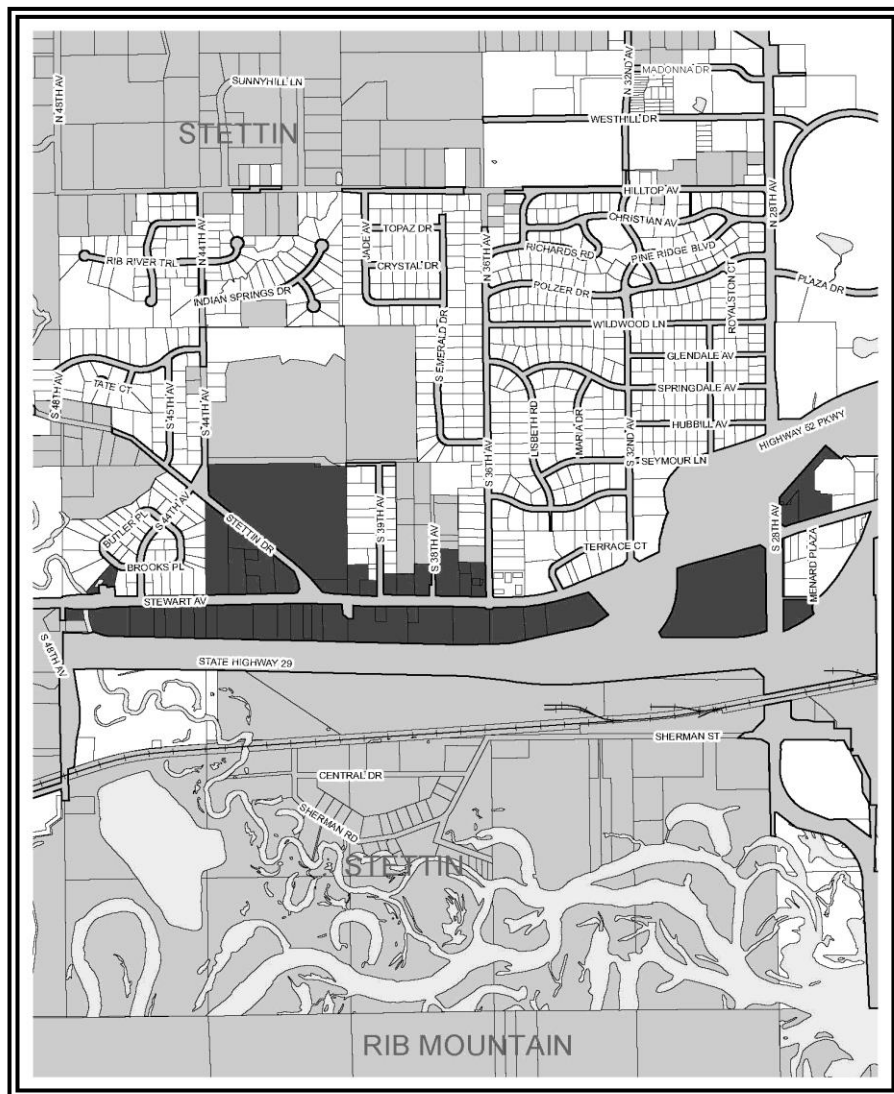 N 48TH AV
SUNNYHILL LN
STETTIN
N 32ND AV
MADONNA DR
WESTHILL DR
HILLTOP AV
CHRISTIAN AV
N 28TH AV
N 44TH AV
JADE AV
TOPAZ DR
N 36TH AV
RICHARDS RD
PINE RIDGE BLVD
RIB RIVER TRL
CRYSTAL DR
INDIAN SPRINGS DR
POLZER DR
ROYALSTON CT
PLAZA DR
S EMERALD DR
WILDWOOD LN
GLENDALE AV
S 48TH AV
TATE CT
S 45TH AV
S 44TH AV
SPRINGDALE AV
LISBETH RD
MARIA DR
S 36TH AV
S 32ND AV
HUBBILL AV
HIGHWAY 52 PKWY
SEYMOUR LN
BUTLER PL
S 44TH AV
STETTIN DR
S 39TH AV
S 38TH AV
TERRACE CT
S 28TH AV
MENARD PLAZA
BROOKS PL
STEWART AV
S 48TH AV
STATE HIGHWAY 29
SHERMAN ST
CENTRAL DR
SHERMAN RD
STETTIN
RIB MOUNTAIN